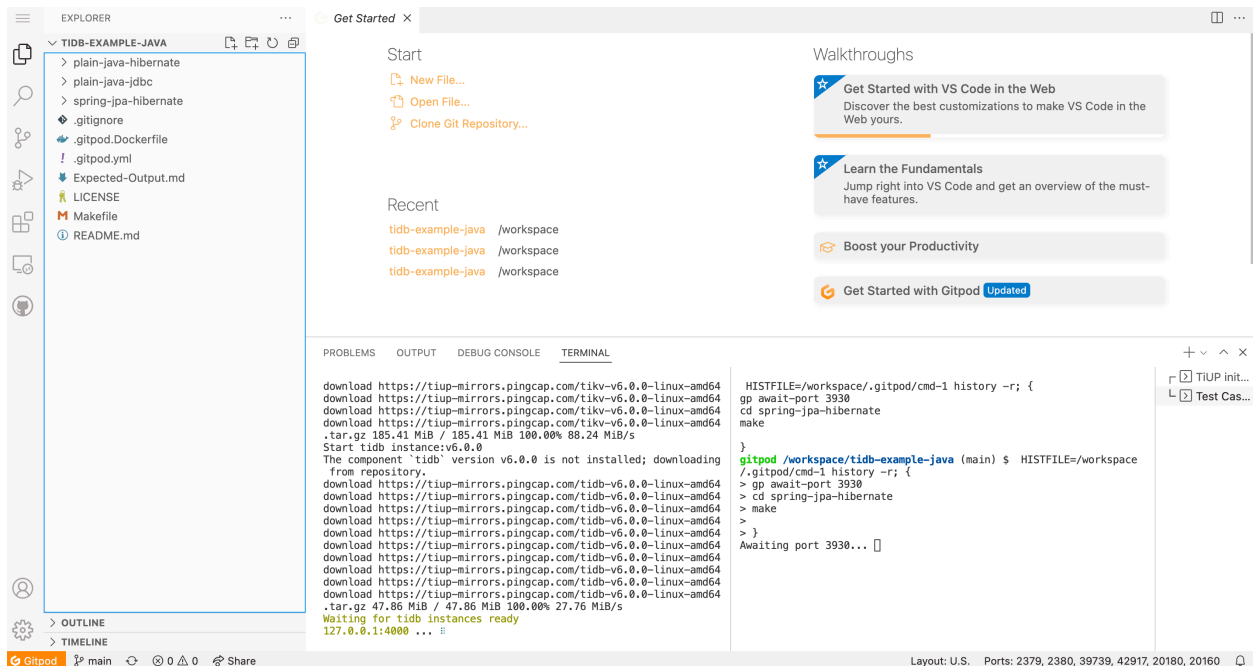 EXPLORER
TIDB-EXAMPLE-JAVA
plain-java-hibernate
plain-java-jdbc
spring-jpa-hibernate
.gitignore
.gitpod.Dockerfile
.gitpod.yml
Expected-Output.md
LICENSE
Makefile
README.md
OUTLINE
TIMELINE
Get Started
Start
New File...
Open File...
Clone Git Repository...
Recent
tidb-example-java /workspace
tidb-example-java /workspace
tidb-example-java /workspace
Walkthroughs
Get Started with VS Code in the Web
Discover the best customizations to make VS Code in the
Web yours.
Learn the Fundamentals
Jump right into VS Code and get an overview of the must-
have features.
Boost your Productivity
Get Started with Gitpod Updated
PROBLEMS OUTPUT DEBUG CONSOLE TERMINAL
download https://tiup-mirrors.pingcap.com/tikv-v6.0.0-linux-amd64
download https://tiup-mirrors.pingcap.com/tikv-v6.0.0-linux-amd64
download https://tiup-mirrors.pingcap.com/tikv-v6.0.0-linux-amd64
download https://tiup-mirrors.pingcap.com/tikv-v6.0.0-linux-amd64
.tar.gz 185.41 MiB / 185.41 MiB 100.00% 88.24 MiB/s
Start tidb instance:v6.0.0
The component `tidb` version v6.0.0 is not installed; downloading
from repository.
download https://tiup-mirrors.pingcap.com/tidb-v6.0.0-linux-amd64
download https://tiup-mirrors.pingcap.com/tidb-v6.0.0-linux-amd64
download https://tiup-mirrors.pingcap.com/tidb-v6.0.0-linux-amd64
download https://tiup-mirrors.pingcap.com/tidb-v6.0.0-linux-amd64
download https://tiup-mirrors.pingcap.com/tidb-v6.0.0-linux-amd64
download https://tiup-mirrors.pingcap.com/tidb-v6.0.0-linux-amd64
download https://tiup-mirrors.pingcap.com/tidb-v6.0.0-linux-amd64
download https://tiup-mirrors.pingcap.com/tidb-v6.0.0-linux-amd64
download https://tiup-mirrors.pingcap.com/tidb-v6.0.0-linux-amd64
download https://tiup-mirrors.pingcap.com/tidb-v6.0.0-linux-amd64
.tar.gz 47.86 MiB / 47.86 MiB 100.00% 27.76 MiB/s
Waiting for tidb instances ready
127.0.0.1:4000 ...
HISTFILE=/workspace/.gitpod/cmd-1 history -r; {
gp await-port 3930
cd spring-jpa-hibernate
make
}
gitpod /workspace/tidb-example-java (main) $ HISTFILE=/workspace
/.gitpod/cmd-1 history -r; {
> gp await-port 3930
> cd spring-jpa-hibernate
> make
>
> }
Awaiting port 3930...
TiUP init...
Test Cas...
Gitpod main 0 0 Share
Layout: U.S. Ports: 2379, 2380, 39739, 42917, 20180, 20160